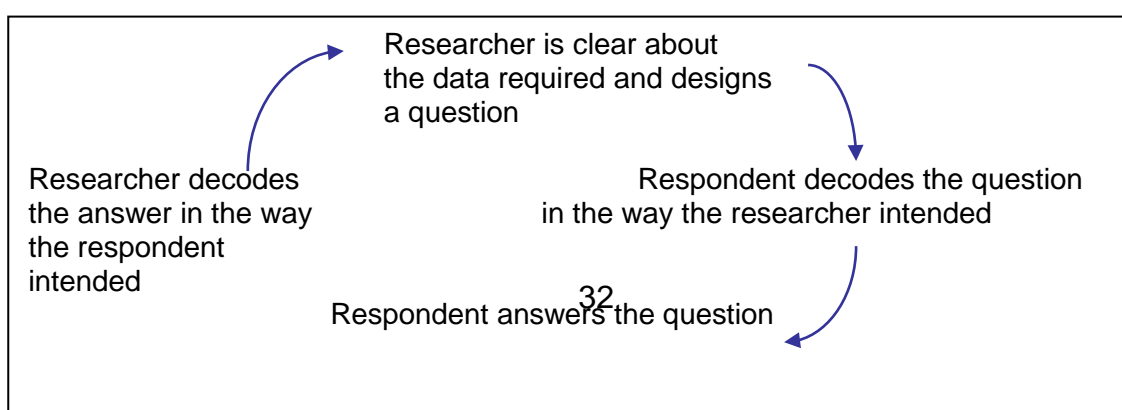 Researcher is clear about
the data required and designs
a question
Respondent decodes the question
in the way the researcher intended
Respondent answers the question
32
Researcher decodes
the answer in the way
the respondent
intended